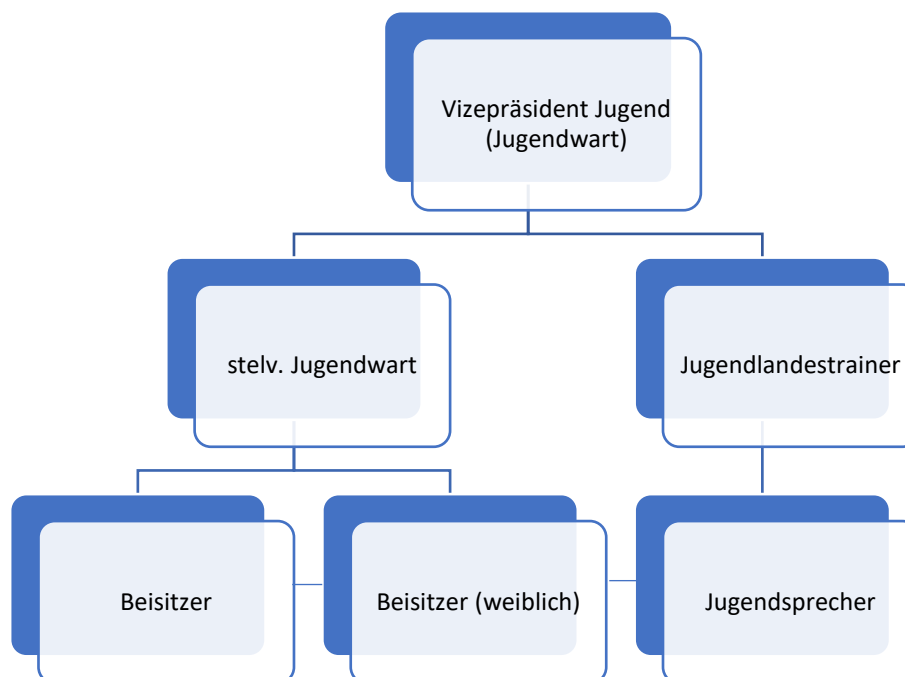 Vizepräsident Jugend
(Jugendwart)
stelv. Jugendwart
Jugendlandestrainer
Beisitzer
Beisitzer (weiblich)
Jugendsprecher